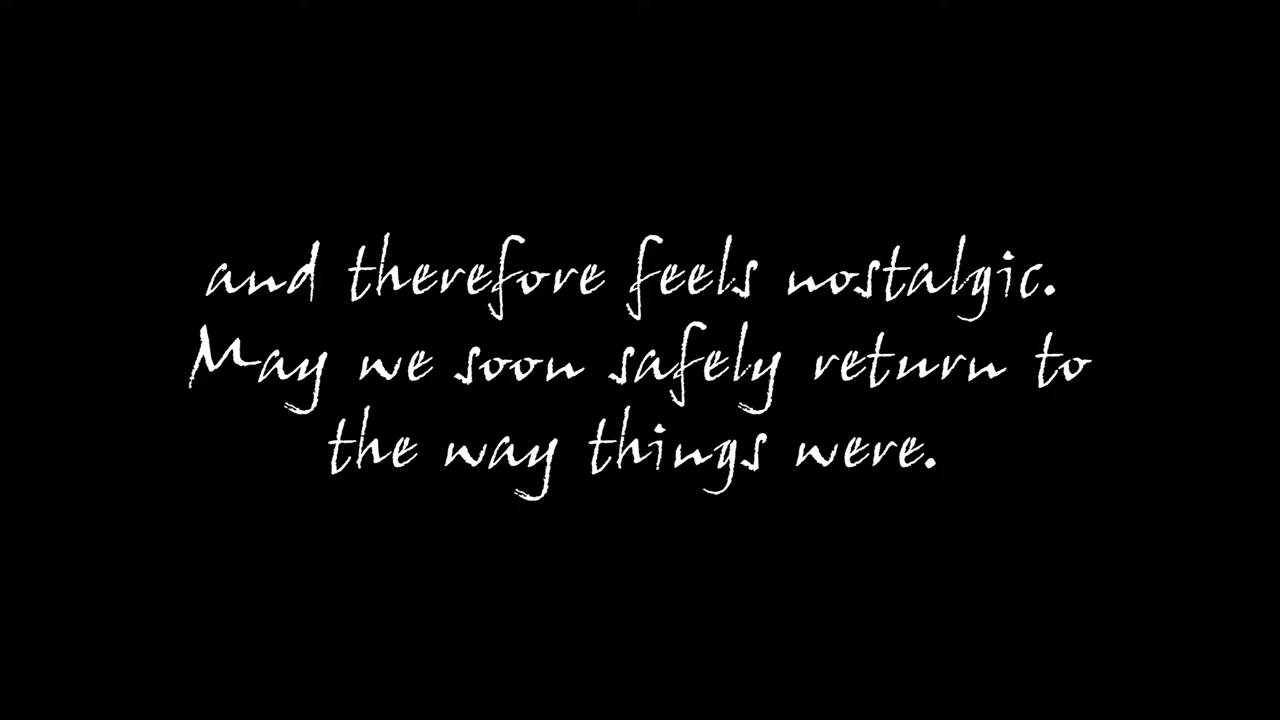 and therefore feels nostalgic.
May we soon safely return to
the way things were.